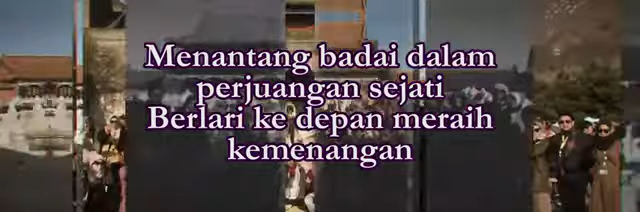 Menantang badai dalam
perjuangan sejati
Berlari ke depan meraih
kemenangan